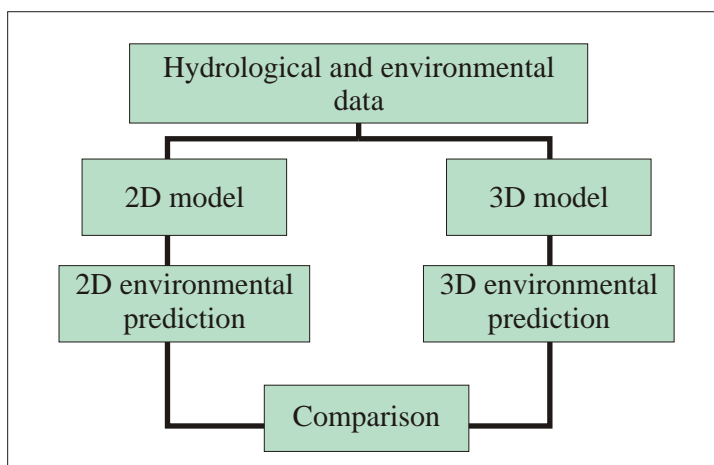 Hydrological and environmental
data
2D model
3D model
2D environmental
prediction
3D environmental
prediction
Comparison